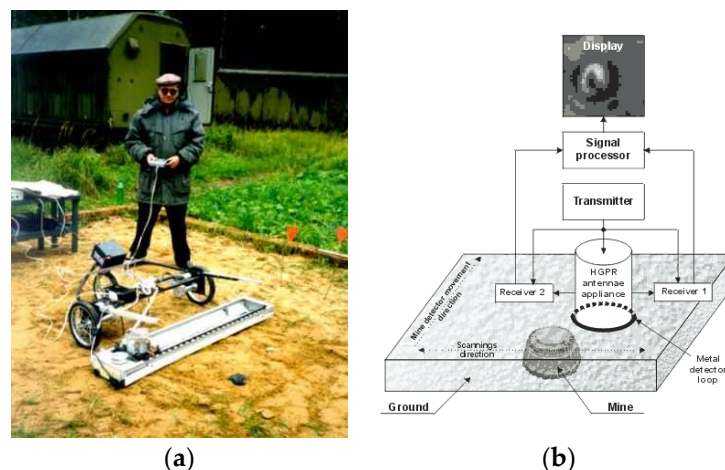 Display
Signal
processor
Transmitter
HGPR
antennae
appliance
Receiver 2
Receiver 1
Mine detector movement
direction
Scannings
direction
Metal
detector
loop
Ground
Mine
(a)
(b)